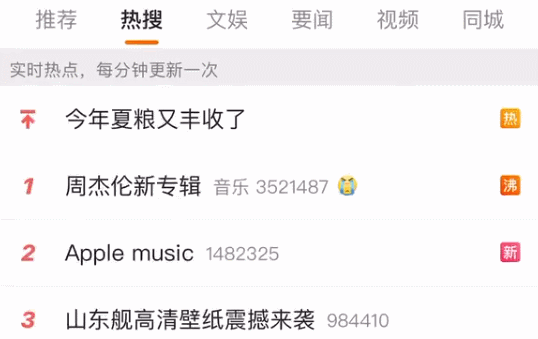 推荐 热搜 文娱 要闻 视频 同城
实时热点，每分钟更新一次
今年夏粮又丰收了 热
1 周杰伦新专辑 音乐 3521487 😭 沸
2 Apple music 1482325 新
3 山东舰高清壁纸震撼来袭 984410